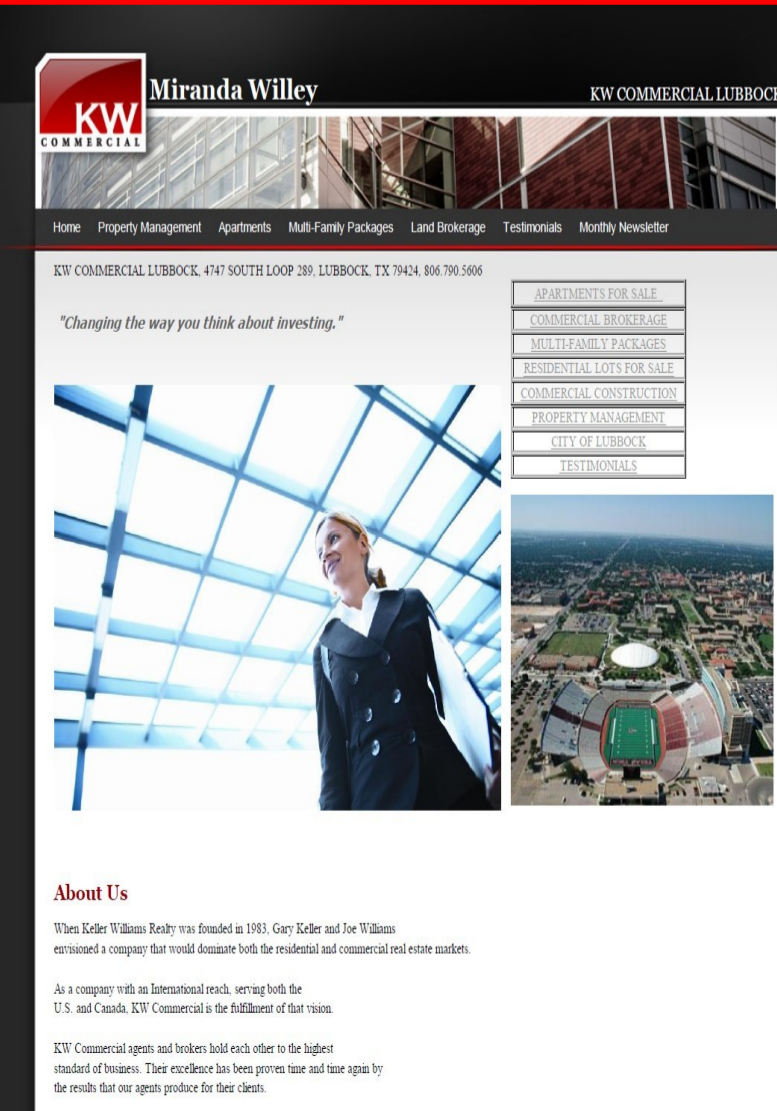 KW
COMMERCIAL
Miranda Willey
KW COMMERCIAL LUBBOCK
Home Property Management Apartments Multi-Family Packages Land Brokerage Testimonials Monthly Newsletter
KW COMMERCIAL LUBBOCK, 4747 SOUTH LOOP 289, LUBBOCK, TX 79424, 806.790.5606
"Changing the way you think about investing."
APARTMENTS FOR SALE
COMMERCIAL BROKERAGE
MULTI-FAMILY PACKAGES
RESIDENTIAL LOTS FOR SALE
COMMERCIAL CONSTRUCTION
PROPERTY MANAGEMENT
CITY OF LUBBOCK
TESTIMONIALS
About Us
When Keller Williams Realty was founded in 1983, Gary Keller and Joe Williams
envisioned a company that would dominate both the residential and commercial real estate markets.
As a company with an International reach, serving both the
U.S. and Canada, KW Commercial is the fulfillment of that vision.
KW Commercial agents and brokers hold each other to the highest
standard of business. Their excellence has been proven time and time again by
the results that our agents produce for their clients.